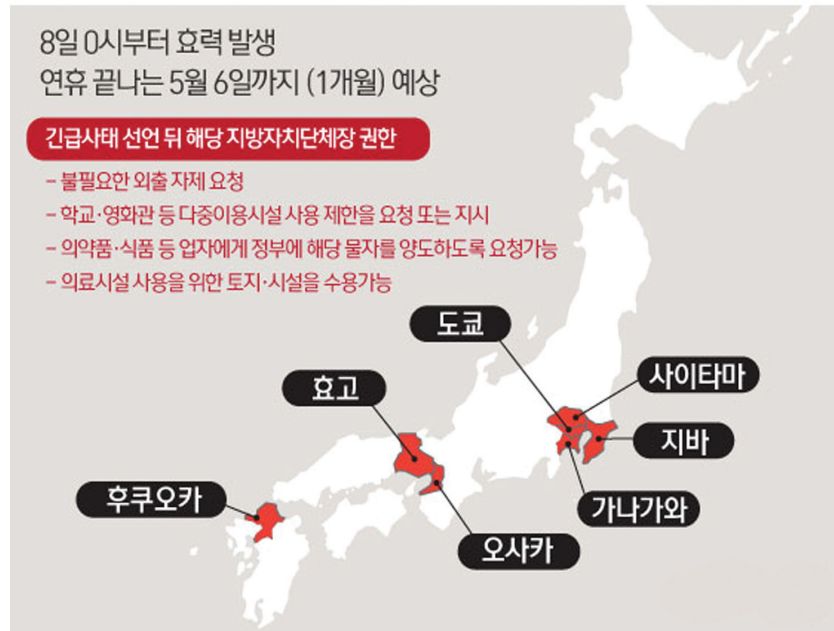 8일 0시부터 효력 발생
연휴 끝나는 5월 6일까지 (1개월) 예상
긴급사태 선언 뒤 해당 지방자치단체장 권한
- 불필요한 외출 자제 요청
- 학교·영화관 등 다중이용시설 사용 제한을 요청 또는 지시
- 의약품·식품 등 업자에게 정부에 해당 물자를 양도하도록 요청가능
- 의료시설 사용을 위한 토지·시설을 수용가능
도쿄
사이타마
효고
지바
후쿠오카
가나가와
오사카